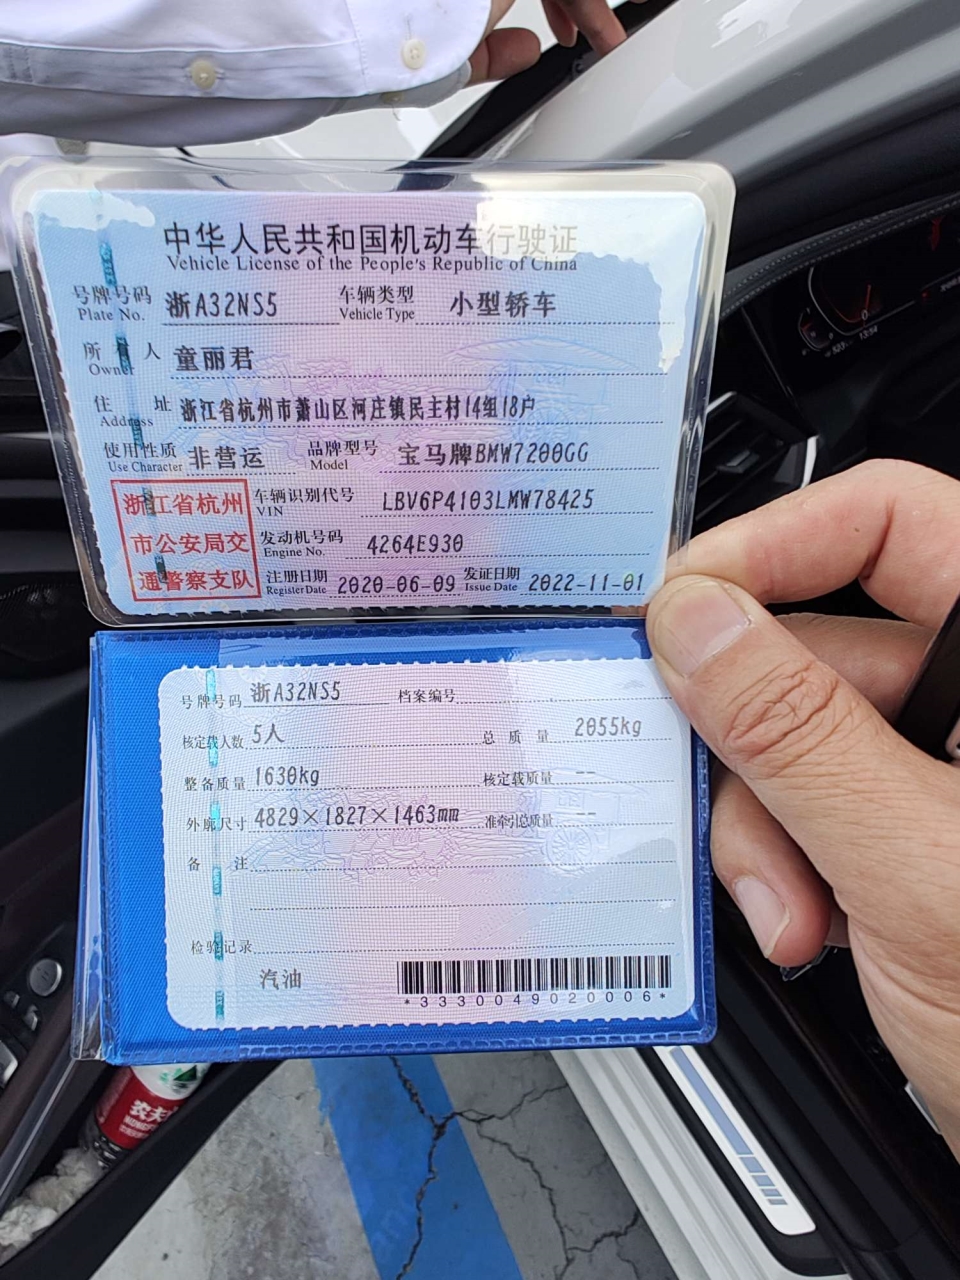 中华人民共和国机动车行驶证
Vehicle License of the People's Republic of China
号牌号码 浙A32NS5 车辆类型 小型轿车
Plate No. Vehicle Type
所 人 童丽君
Owner
住 址 浙江省杭州市萧山区河庄镇民主村14组18户
Address
使用性质 非营运 品牌型号 宝马牌BMW7200GG
Use Character Model
浙江省杭州
市公安局交
通警察支队
车辆识别代号 LBV6P4103LMW78425
VIN
发动机号码 4264E930
Engine No.
注册日期 2020-06-09 发证日期 2022-11-01
Register Date Issue Date
号牌号码 浙A32NS5 档案编号
核定载人数 5人 总质量 2055kg
整备质量 1630kg 核定载质量 --
外廓尺寸 4829×1827×1463mm 准牵引总质量 --
备 注
检验记录
汽油
*3330049020006*
13:54
农夫